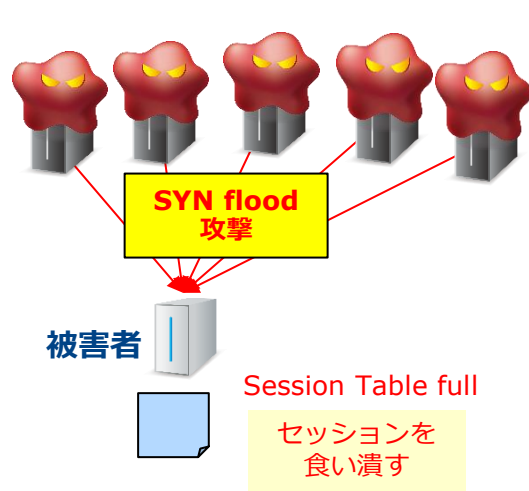 SYN flood
攻撃
被害者
Session Table full
セッションを
食い潰す